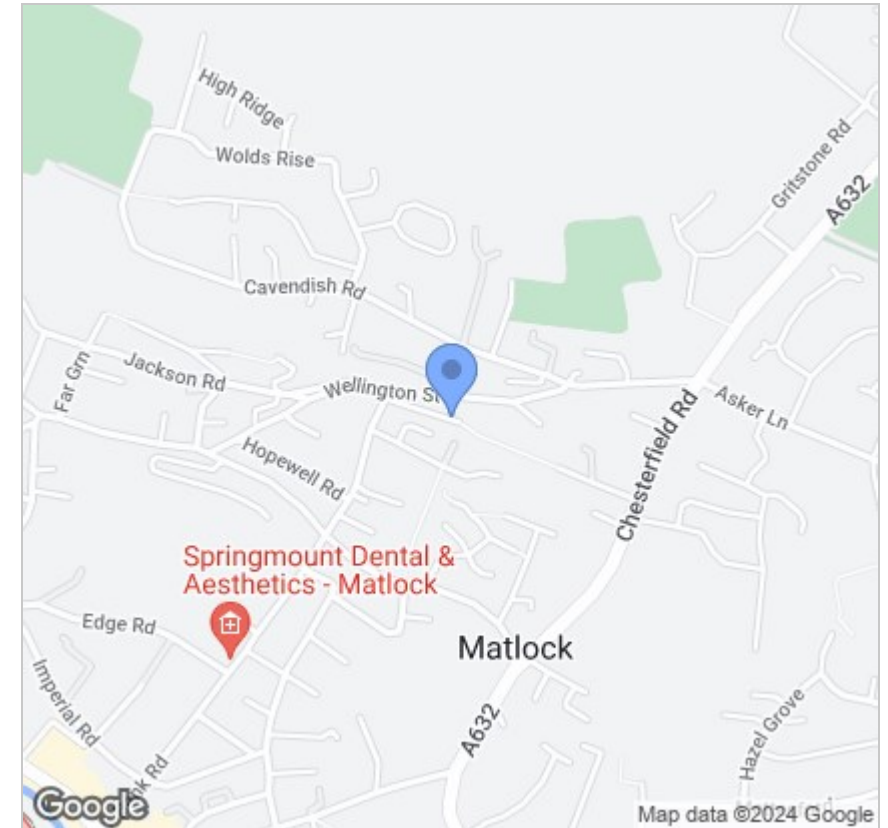 High Ridge
Wolds Rise
Gritstone Rd
A632
Cavendish Rd
Jackson Rd
Far Grn
Wellington St
Asker Ln
Chesterfield Rd
Hopewell Rd
Springmount Dental &
Aesthetics - Matlock
Edge Rd
Matlock
Imperial Rd
A632
Hazel Grove
Rd
Google
Map data ©2024 Google